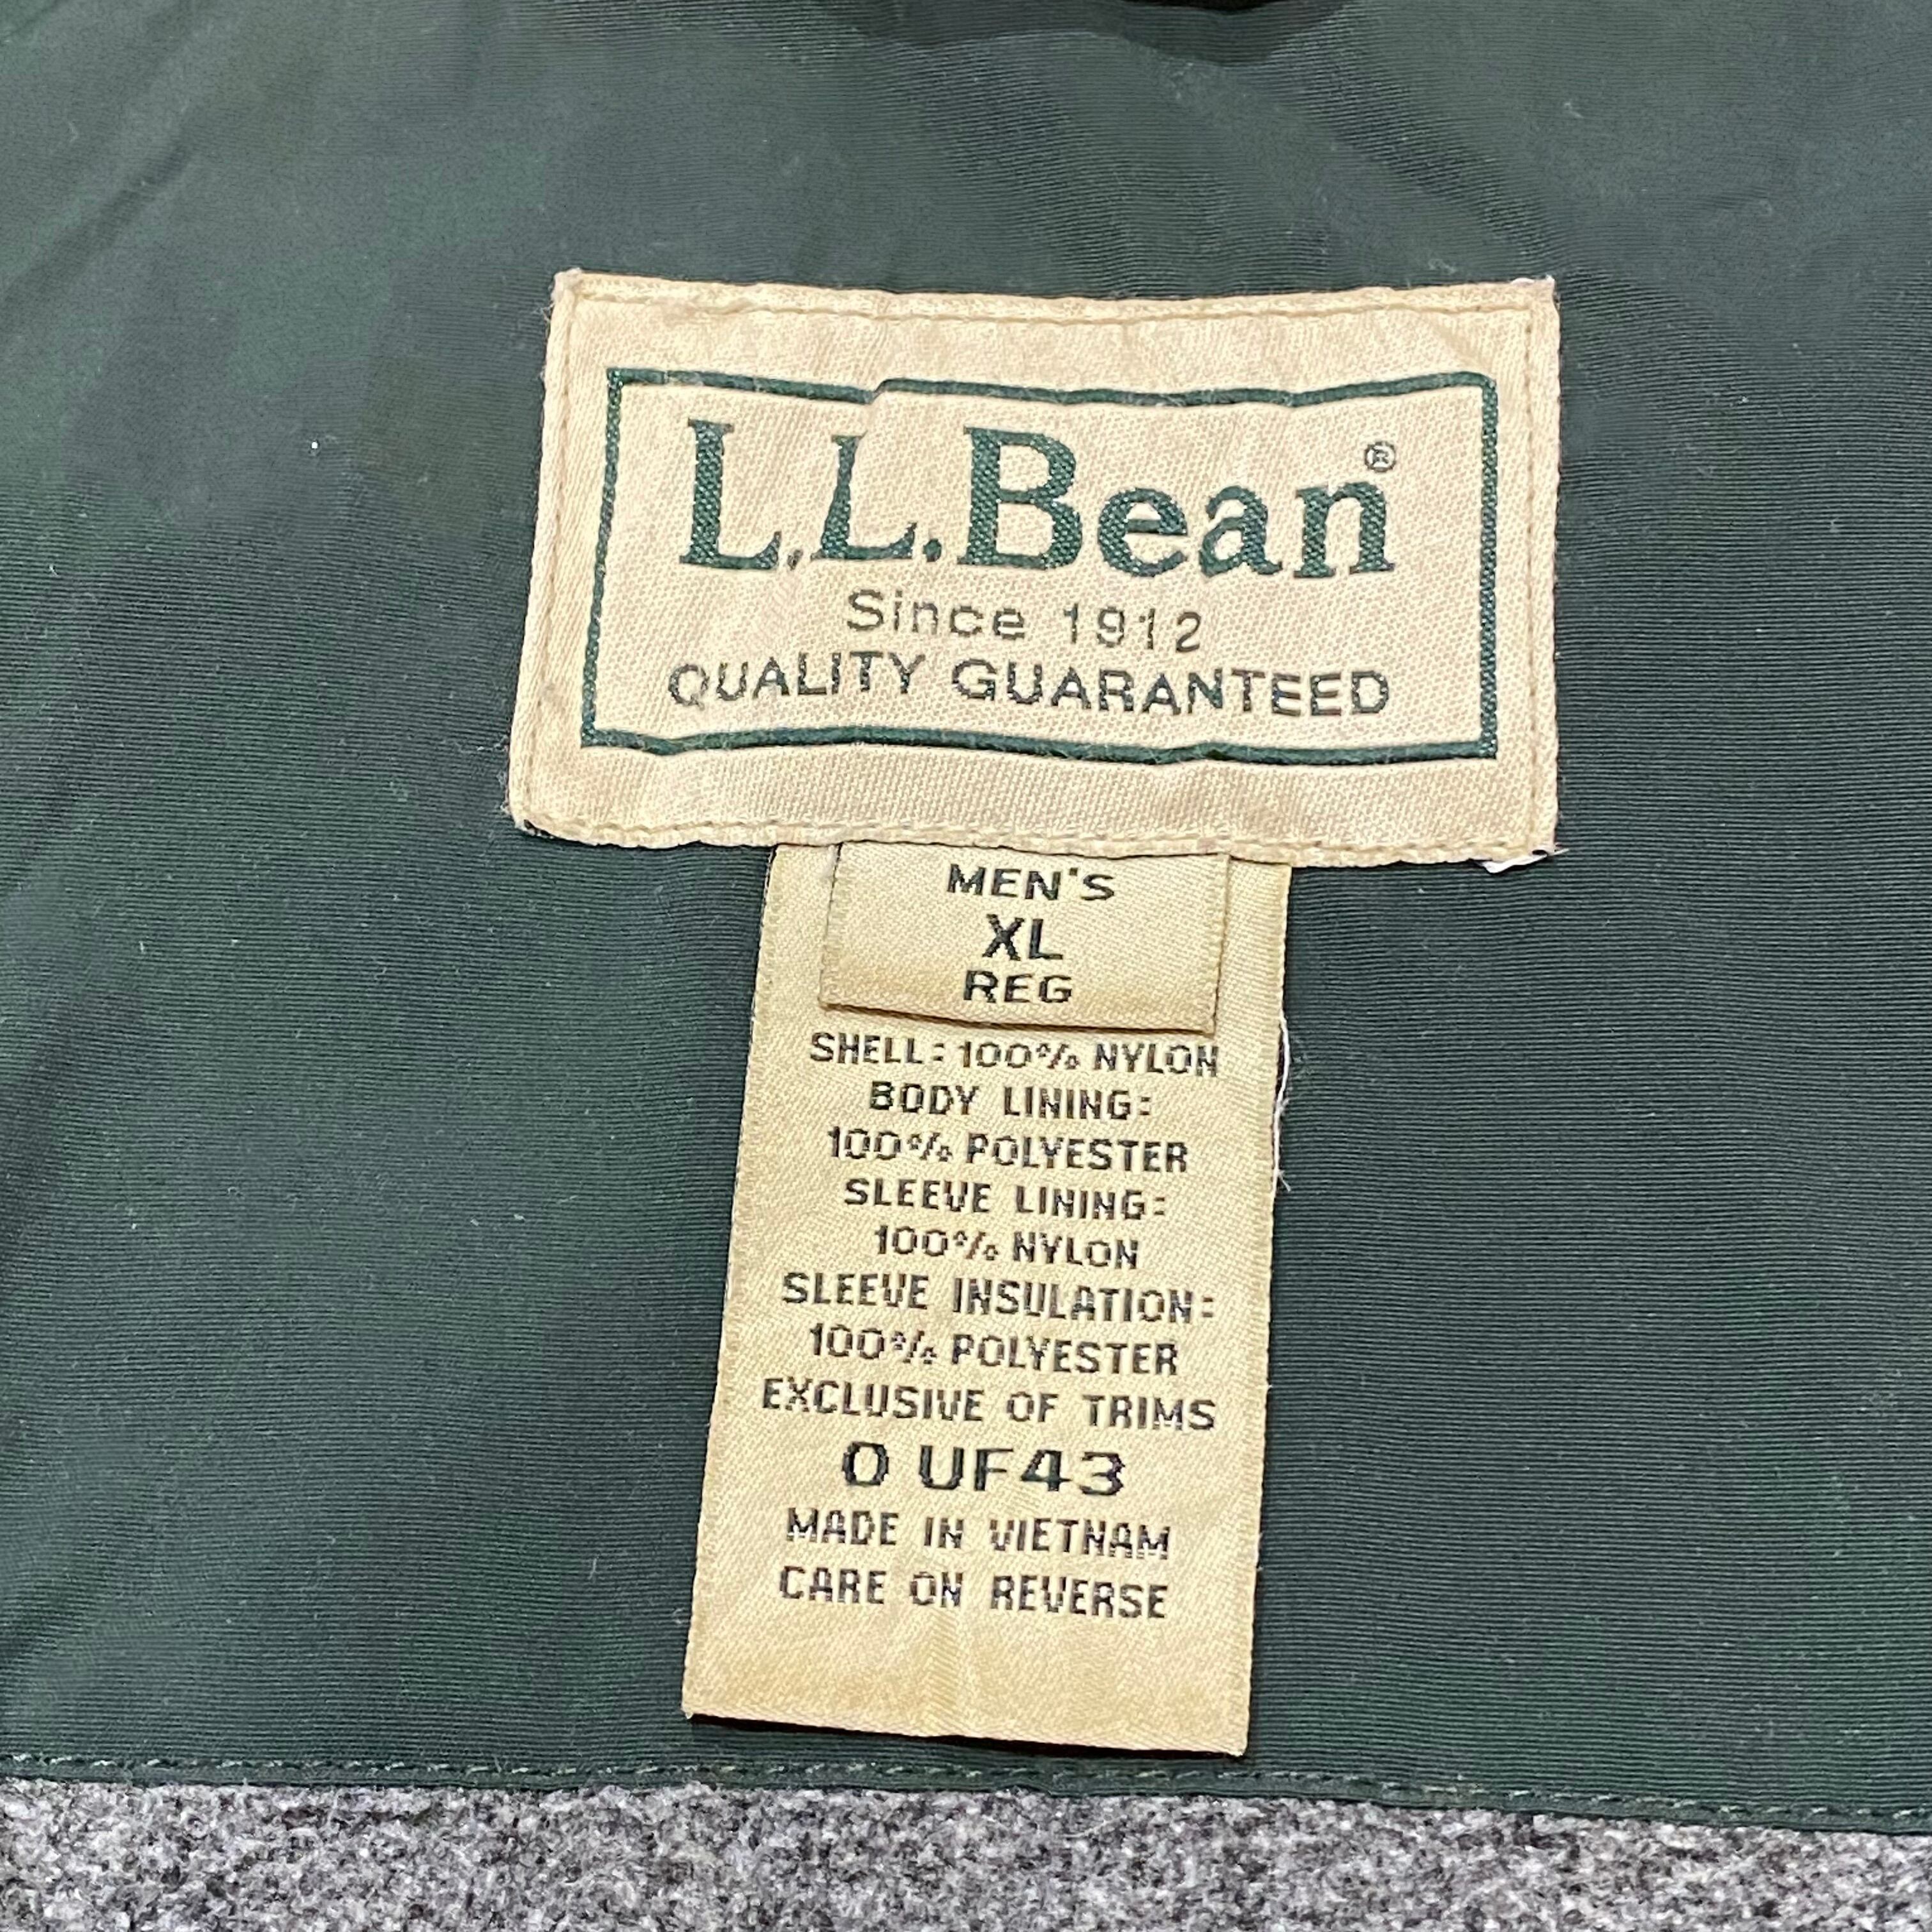 L.L.Bean®
Since 1912
QUALITY GUARANTEED
MEN'S
XL
REG
SHELL: 100% NYLON
BODY LINING:
100% POLYESTER
SLEEVE LINING:
100% NYLON
SLEEVE INSULATION:
100% POLYESTER
EXCLUSIVE OF TRIMS
0 UF43
MADE IN VIETNAM
CARE ON REVERSE